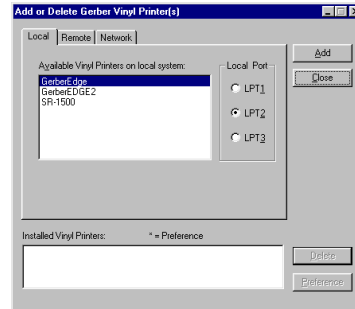 Add or Delete Gerber Vinyl Printer(s)
Local Remote Network
Add
Close
Available Vinyl Printers on local system:
Local Port
GerberEdge
GerberEDGE2
SR-1500
LPT1
LPT2
LPT3
Installed Vinyl Printers: * = Preference
Delete
Preference